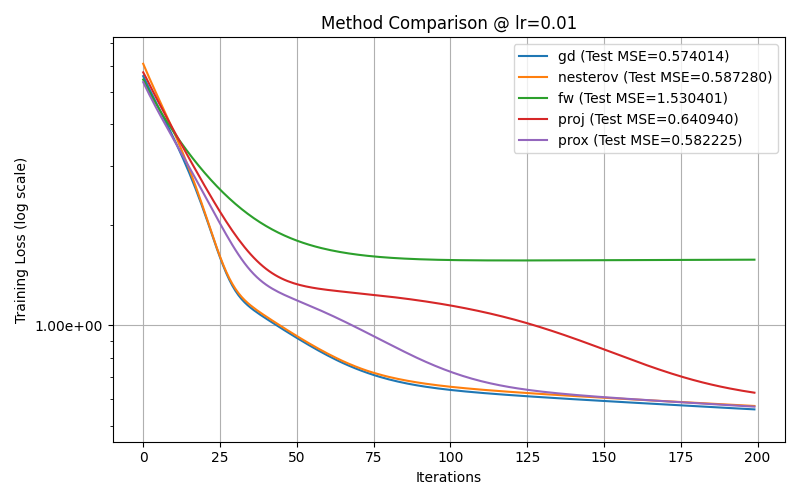 Method Comparison @ lr=0.01
gd (Test MSE=0.574014)
nesterov (Test MSE=0.587280)
fw (Test MSE=1.530401)
proj (Test MSE=0.640940)
prox (Test MSE=0.582225)
Training Loss (log scale)
1.00e+00
0 25 50 75 100 125 150 175 200
Iterations